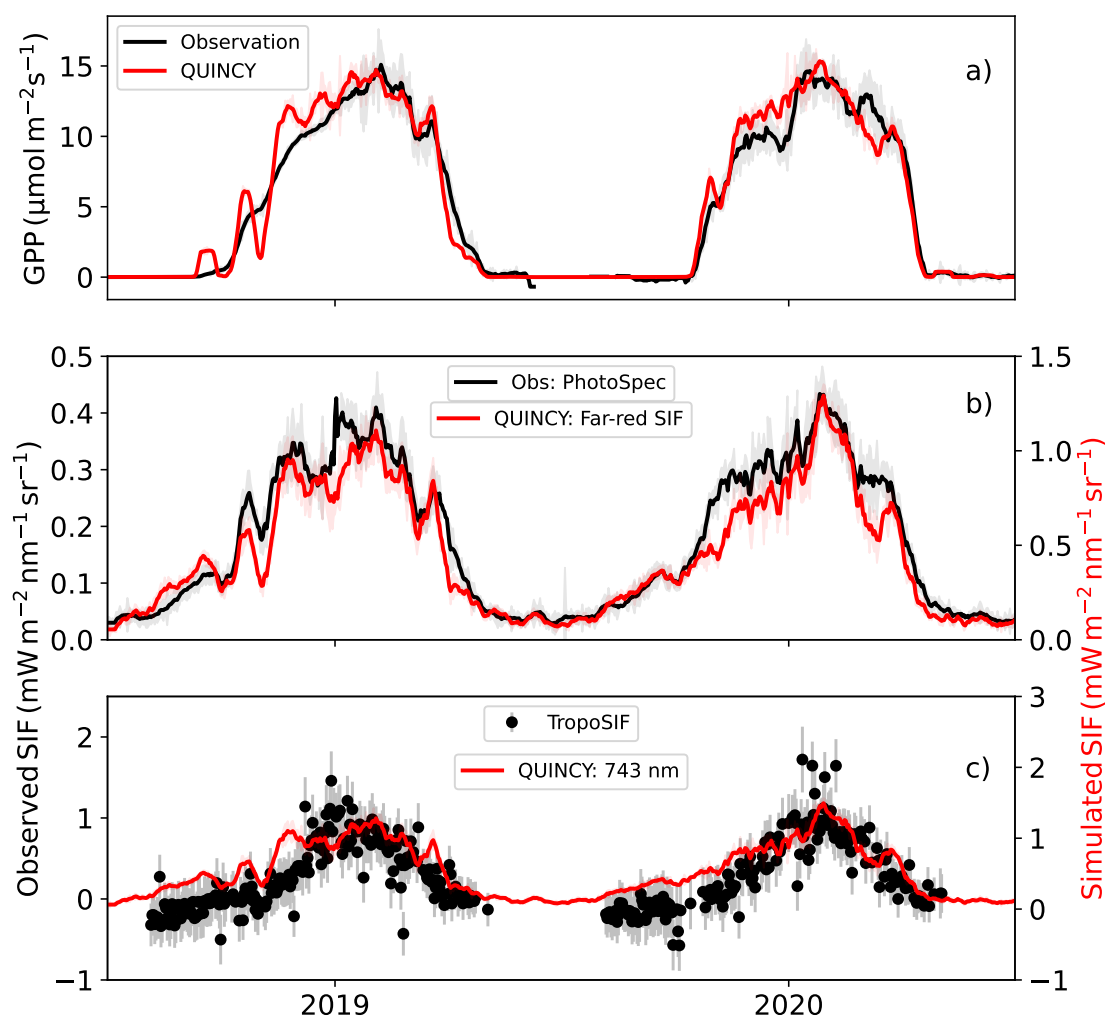 Observation
QUINCY
a)
GPP (µmol m⁻²s⁻¹)
15
10
5
0
Obs: PhotoSpec
QUINCY: Far-red SIF
b)
0.5
0.4
0.3
0.2
0.1
0.0
1.5
1.0
0.5
0.0
TropoSIF
QUINCY: 743 nm
c)
Observed SIF (mW m⁻² nm⁻¹ sr⁻¹)
2
1
0
−1
3
2
1
0
−1
Simulated SIF (mW m⁻² nm⁻¹ sr⁻¹)
2019
2020